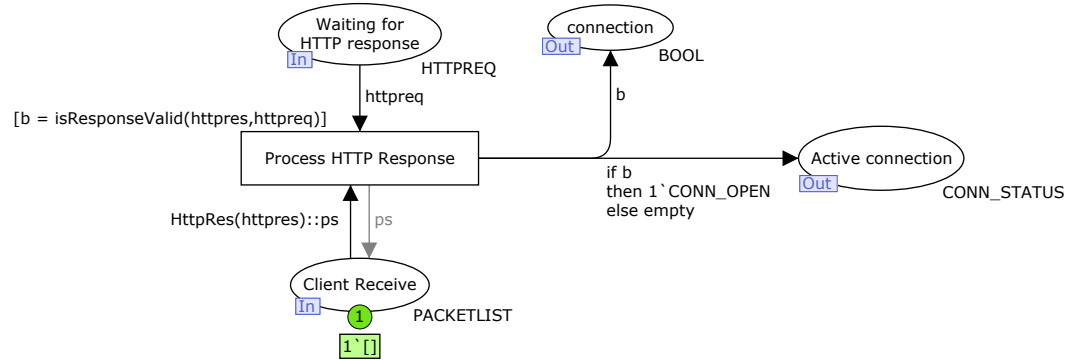 Waiting for
HTTP response
In
HTTPREQ
connection
Out
BOOL
httpreq
b
[b = isResponseValid(httpres,httpreq)]
Process HTTP Response
Active connection
Out
CONN_STATUS
if b
then 1`CONN_OPEN
else empty
HttpRes(httpres)::ps
ps
Client Receive
In
1
PACKETLIST
1`[]